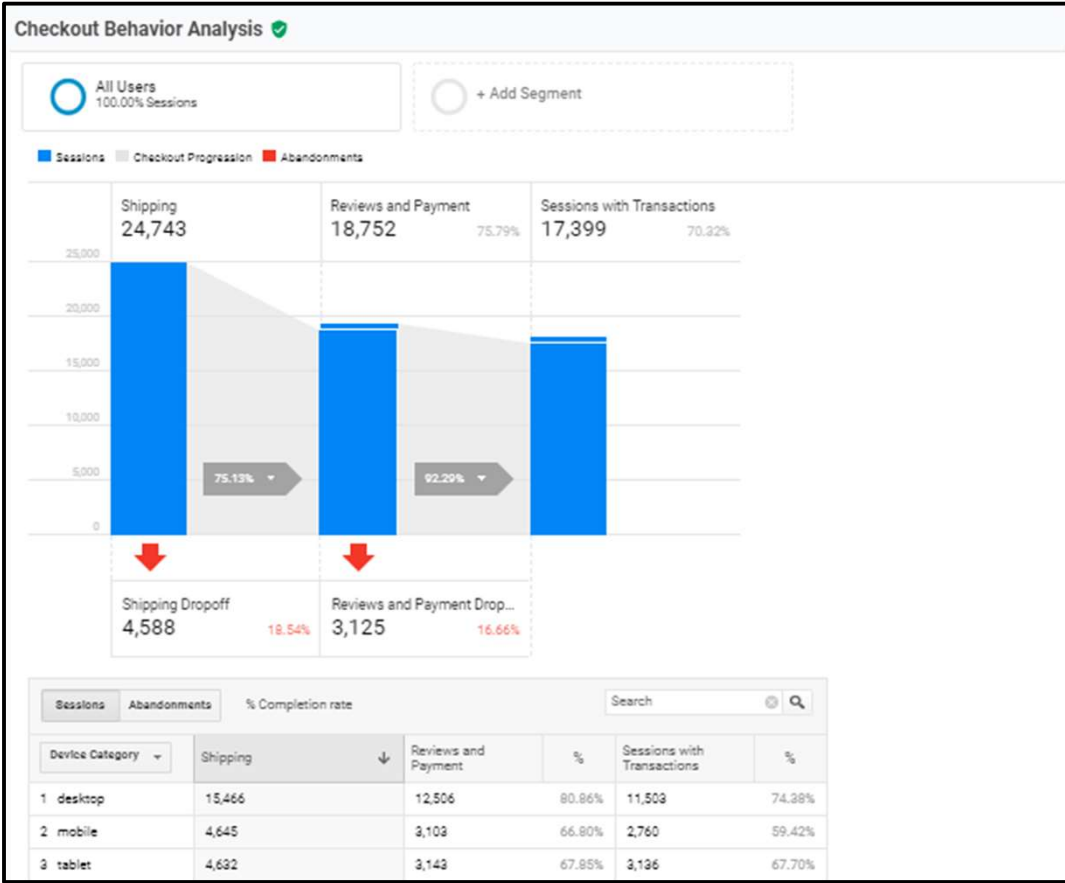 Checkout Behavior Analysis
All Users
100.00% Sessions
+ Add Segment
Sessions Checkout Progression Abandonments
Shipping
24,743
Reviews and Payment
18,752 75.79%
Sessions with Transactions
17,399 70.32%
25,000
20,000
15,000
10,000
5,000
0
75.13%
92.29%
Shipping Dropoff
4,588 18.54%
Reviews and Payment Drop...
3,125 16.66%
Sessions Abandonments % Completion rate Search
Device Category Shipping Reviews and Payment % Sessions with Transactions %
1 desktop 15,466 12,506 80.86% 11,503 74.38%
2 mobile 4,645 3,103 66.80% 2,760 59.42%
3 tablet 4,632 3,143 67.85% 3,136 67.70%